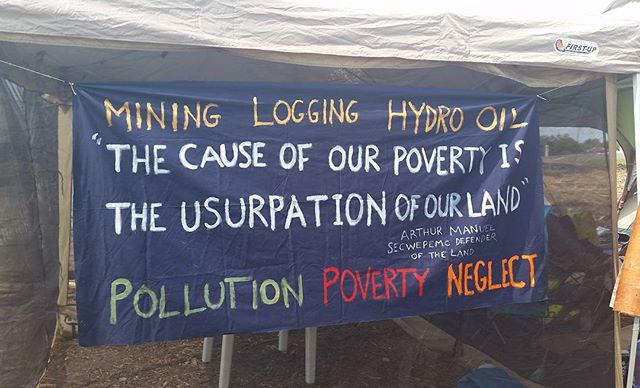 FIRST-UP
MINING LOGGING HYDRO OIL
"THE CAUSE OF OUR POVERTY IS
THE USURPATION OF OUR LAND"
ARTHUR MANUEL
SECWEPEMC DEFENDER
OF THE LAND
POLLUTION POVERTY NEGLECT